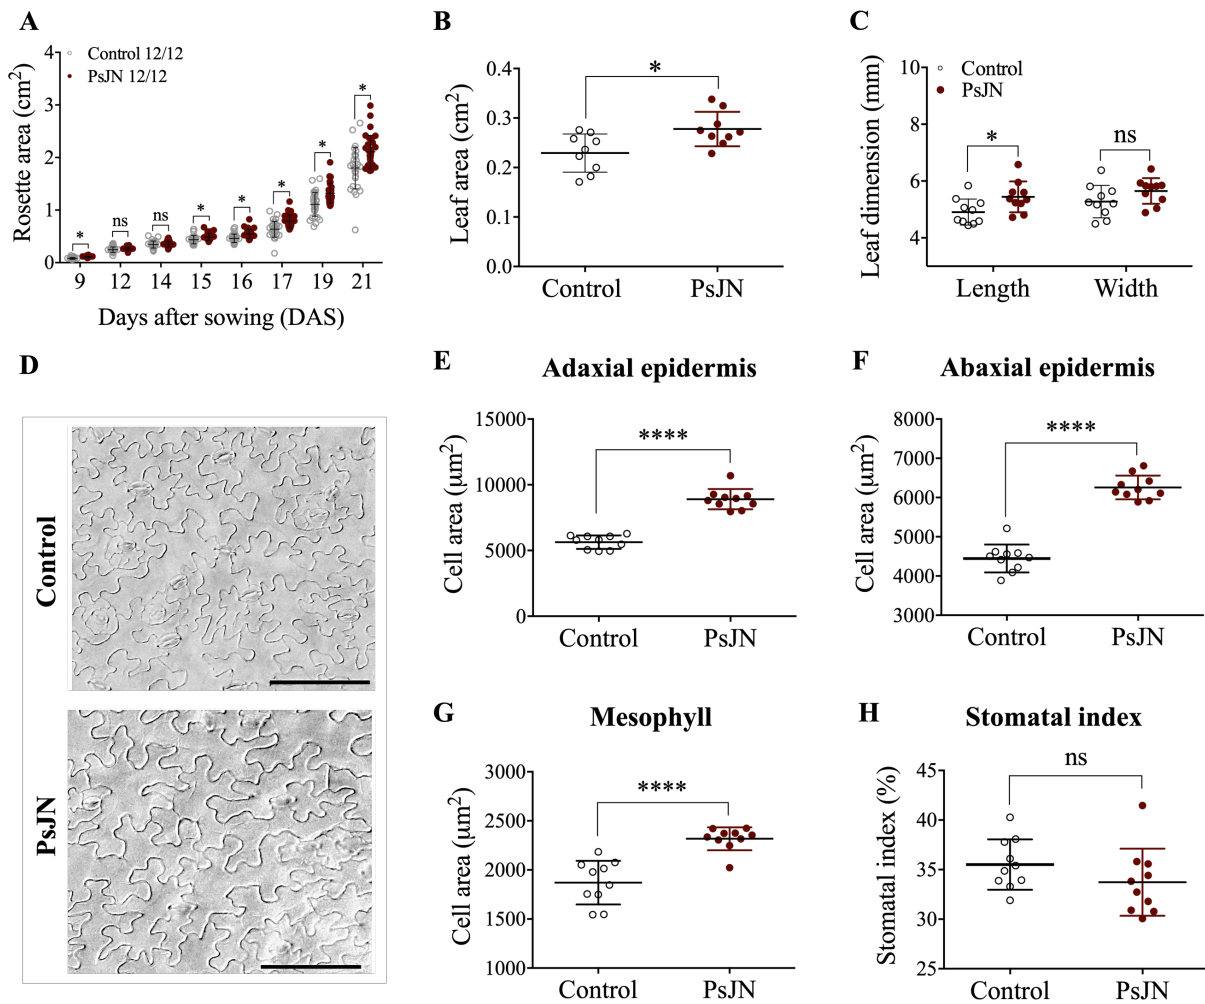 A
Control 12/12
PsJN 12/12
Rosette area (cm2)
4
3
2
1
0
* ns ns * * * * *
9 12 14 15 16 17 19 21
Days after sowing (DAS)
B
Leaf area (cm2)
0.4
0.3
0.2
0.1
0.0
*
Control PsJN
C
Control
PsJN
Leaf dimension (mm)
10
8
6
4
* ns
Length Width
D
Control
PsJN
E
Adaxial epidermis
Cell area (µm2)
15000
10000
5000
0
****
Control PsJN
F
Abaxial epidermis
Cell area (µm2)
8000
7000
6000
5000
4000
3000
****
Control PsJN
G
Mesophyll
Cell area (µm2)
3000
2500
2000
1500
1000
****
Control PsJN
H
Stomatal index
Stomatal index (%)
45
40
35
30
25
ns
Control PsJN